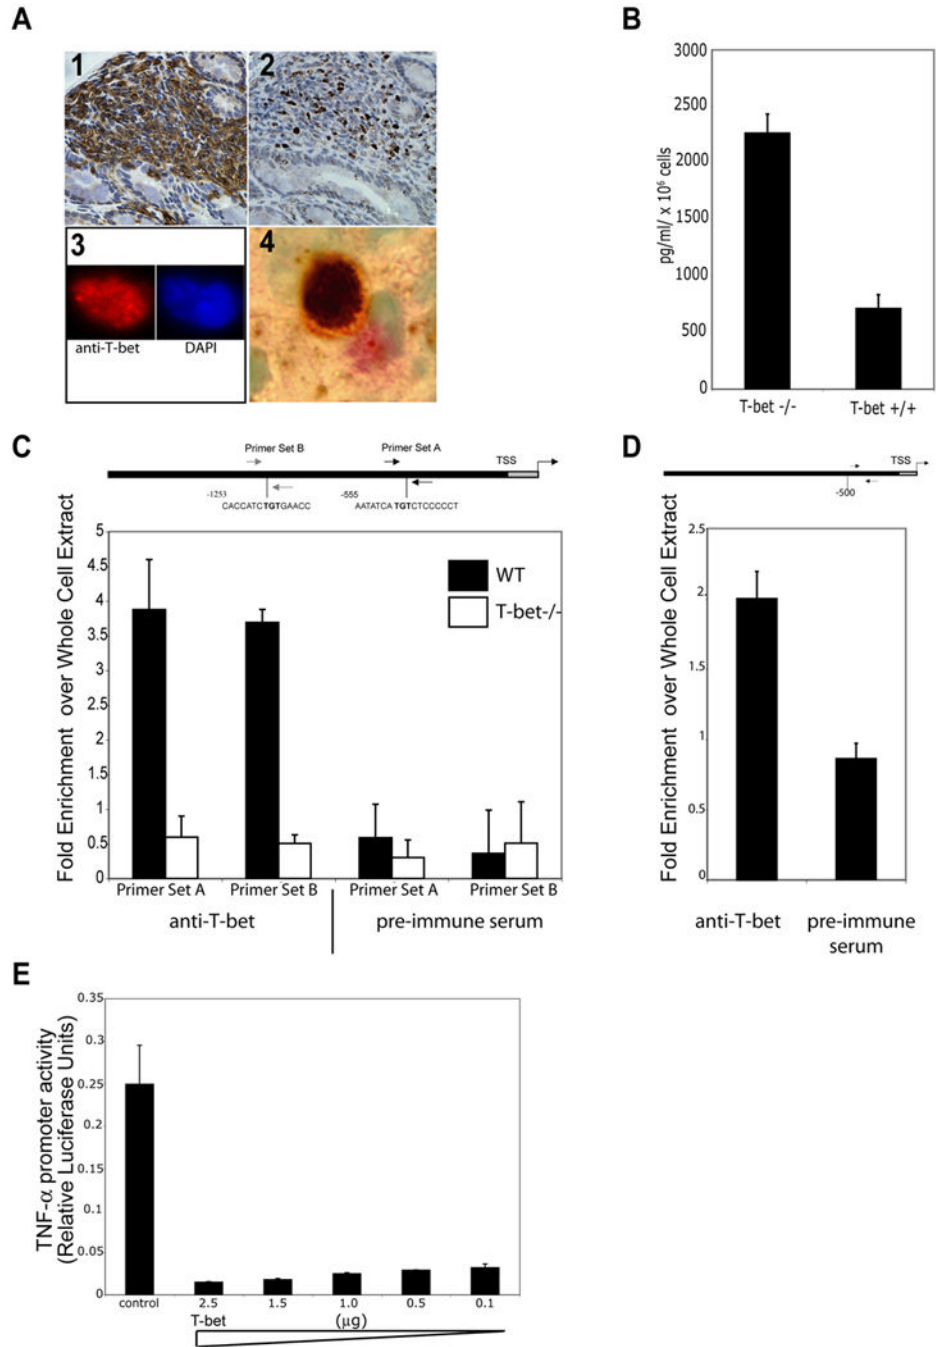 A
1
2
3
anti-T-bet
DAPI
4
B
3000
2500
2000
1500
1000
500
0
pg/ml/ x 10⁶ cells
T-bet -/-
T-bet +/+
C
Primer Set B
Primer Set A
TSS
-1253
-555
CACCATCTGTGAACC
AATATCA TGTCTCCCCCT
5
4.5
4
3.5
3
2.5
2
1.5
1
0.5
0
Fold Enrichment over Whole Cell Extract
WT
T-bet-/-
Primer Set A
Primer Set B
Primer Set A
Primer Set B
anti-T-bet
pre-immune serum
D
TSS
-500
2.5
2
1.5
1
0.5
0
Fold Enrichment over Whole Cell Extract
anti-T-bet
pre-immune
serum
E
0.35
0.3
0.25
0.2
0.15
0.1
0.05
0
TNF-α promoter activity
(Relative Luciferase Units)
control
2.5
1.5
1.0
0.5
0.1
T-bet
(μg)